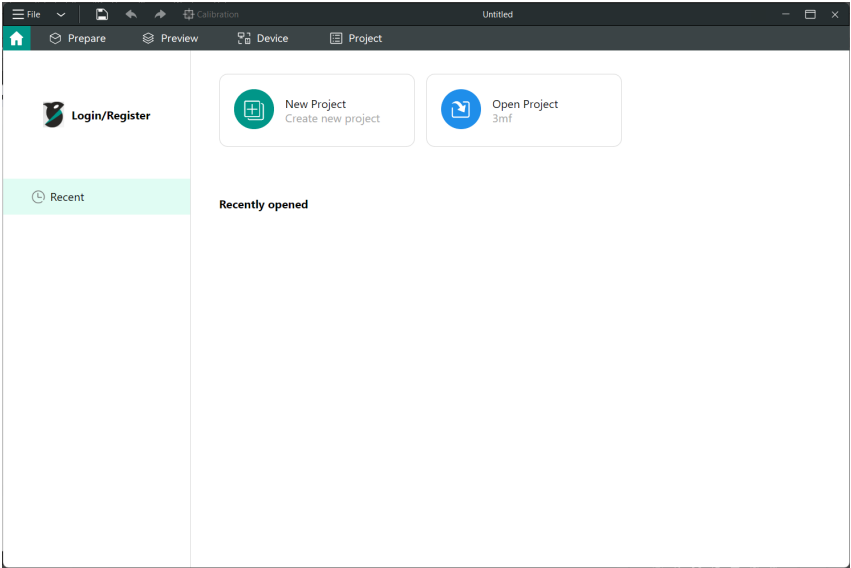 File
Calibration
Untitled
Prepare
Preview
Device
Project
Login/Register
New Project
Create new project
Open Project
3mf
Recent
Recently opened